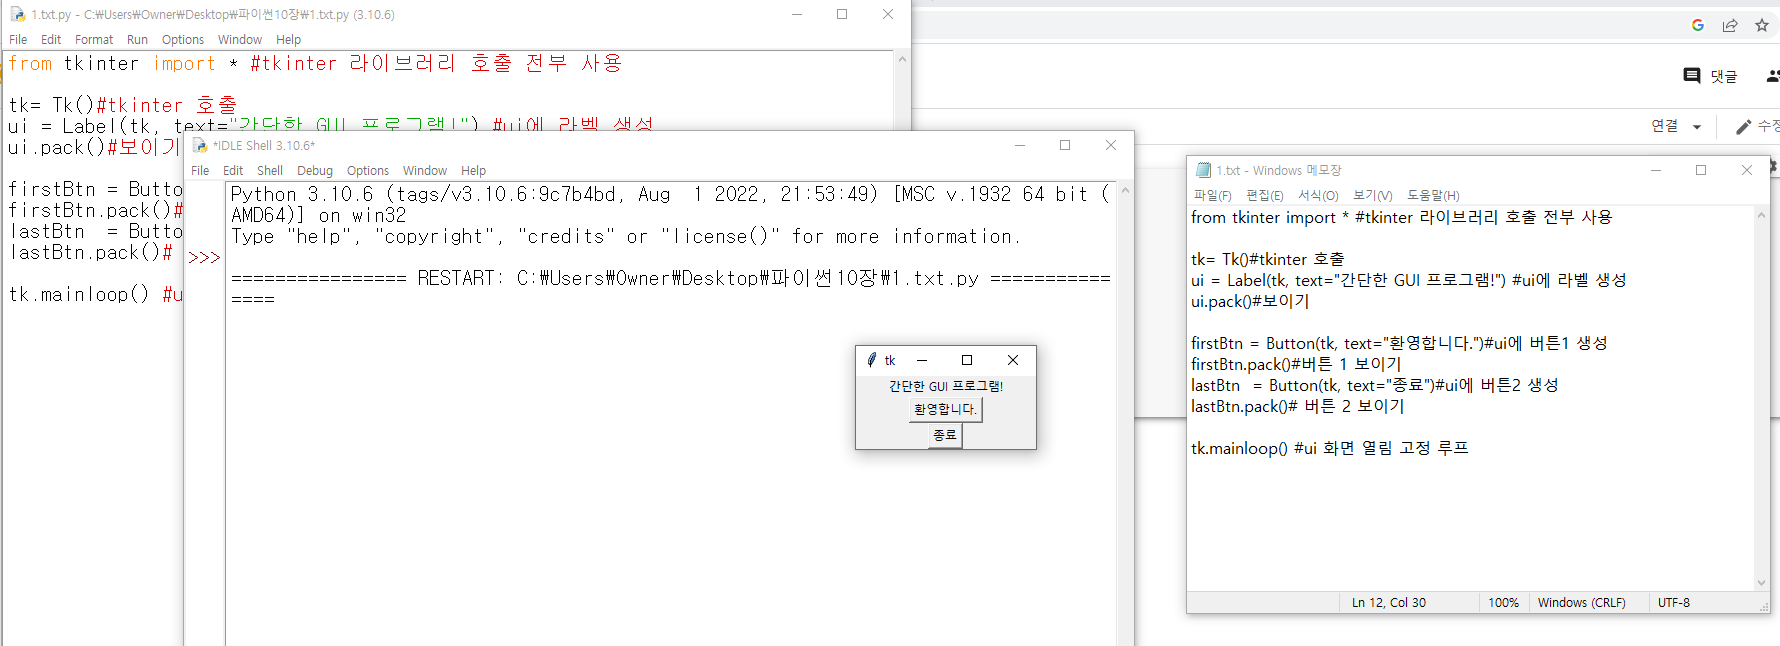 1.txt.py - C:₩Users₩Owner₩Desktop₩파이썬10장₩1.txt.py (3.10.6)
File Edit Format Run Options Window Help
from tkinter import * #tkinter 라이브러리 호출 전부 사용
tk= Tk()#tkinter 호출
ui = Label(tk, text="간단한 GUI 프로그램!") #ui에 라벨 생성
ui.pack()#보이기
firstBtn = Butto
firstBtn.pack()#
lastBtn  = Butto
lastBtn.pack()#
tk.mainloop() #u
*IDLE Shell 3.10.6*
File Edit Shell Debug Options Window Help
Python 3.10.6 (tags/v3.10.6:9c7b4bd, Aug  1 2022, 21:53:49) [MSC v.1932 64 bit (
AMD64)] on win32
Type "help", "copyright", "credits" or "license()" for more information.
>>>
================ RESTART: C:₩Users₩Owner₩Desktop₩파이썬10장₩1.txt.py ===========
====
tk
간단한 GUI 프로그램!
환영합니다.
종료
댓글
연결
1.txt - Windows 메모장
파일(F) 편집(E) 서식(O) 보기(V) 도움말(H)
from tkinter import * #tkinter 라이브러리 호출 전부 사용
tk= Tk()#tkinter 호출
ui = Label(tk, text="간단한 GUI 프로그램!") #ui에 라벨 생성
ui.pack()#보이기
firstBtn = Button(tk, text="환영합니다.")#ui에 버튼1 생성
firstBtn.pack()#버튼 1 보이기
lastBtn  = Button(tk, text="종료")#ui에 버튼2 생성
lastBtn.pack()# 버튼 2 보이기
tk.mainloop() #ui 화면 열림 고정 루프
Ln 12, Col 30 100% Windows (CRLF) UTF-8